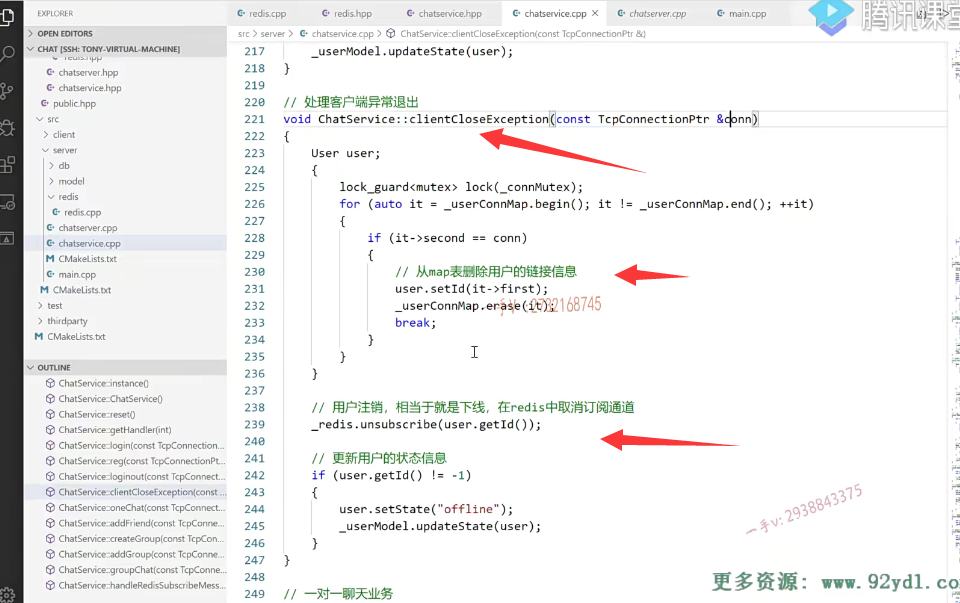 EXPLORER
redis.cpp
redis.hpp
chatservice.hpp
chatservice.cpp
chatserver.cpp
main.cpp
腾讯课堂
OPEN EDITORS
src > server > chatservice.cpp > ChatService::clientCloseException(const TcpConnectionPtr &)
CHAT [SSH: TONY-VIRTUAL-MACHINE]
redis.hpp
chatserver.hpp
chatservice.hpp
public.hpp
src
client
server
db
model
redis
redis.cpp
chatserver.cpp
chatservice.cpp
CMakeLists.txt
main.cpp
CMakeLists.txt
test
thirdparty
CMakeLists.txt
OUTLINE
ChatService::instance()
ChatService::ChatService()
ChatService::reset()
ChatService::getHandler(int)
ChatService::login(const TcpConnection...
ChatService::reg(const TcpConnectionPt...
ChatService::loginout(const TcpConnect...
ChatService::clientCloseException(const ...
ChatService::oneChat(const TcpConnect...
ChatService::addFriend(const TcpConne...
ChatService::createGroup(const TcpCon...
ChatService::addGroup(const TcpConne...
ChatService::groupChat(const TcpConne...
ChatService::handleRedisSubscribeMess...
217 _userModel.updateState(user);
218 }
219
220 // 处理客户端异常退出
221 void ChatService::clientCloseException(const TcpConnectionPtr &conn)
222 {
223 User user;
224 {
225 lock_guard<mutex> lock(_connMutex);
226 for (auto it = _userConnMap.begin(); it != _userConnMap.end(); ++it)
227 {
228 if (it->second == conn)
229 {
230 // 从map表删除用户的链接信息
231 user.setId(it->first);
232 _userConnMap.erase(it);
233 break;
234 }
235 }
236 }
237
238 // 用户注销，相当于就是下线，在redis中取消订阅通道
239 _redis.unsubscribe(user.getId());
240
241 // 更新用户的状态信息
242 if (user.getId() != -1)
243 {
244 user.setState("offline");
245 _userModel.updateState(user);
246 }
247 }
248
249 // 一对一聊天业务
2732168745
一手v: 2938843375
更多资源: www.92ydl.co